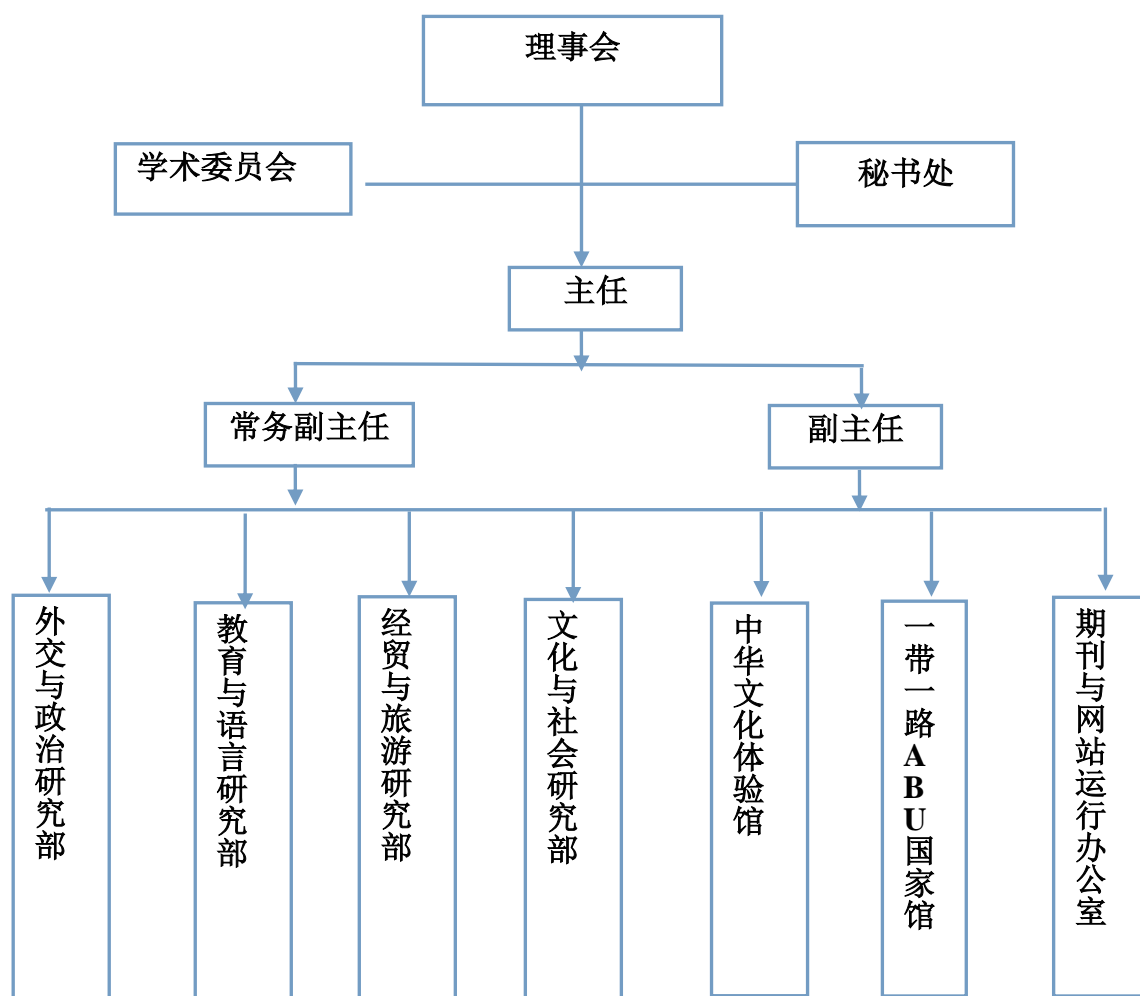 理事会
学术委员会
秘书处
主任
常务副主任
副主任
外交与政治研究部
教育与语言研究部
经贸与旅游研究部
文化与社会研究部
中华文化体验馆
一带一路ABU国家馆
期刊与网站运行办公室